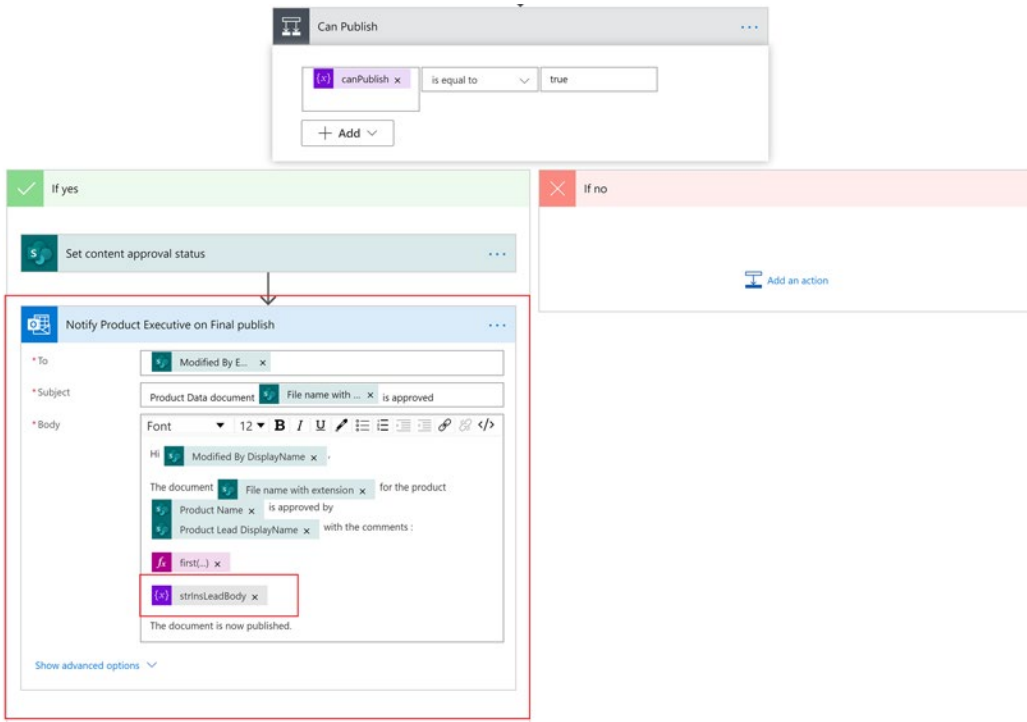 Can Publish
canPublish × is equal to true
+ Add
If yes
If no
Set content approval status
Add an action
Notify Product Executive on Final publish
* To Modified By E... ×
* Subject Product Data document File name with ... × is approved
* Body
Font 12 B I U </>
Hi Modified By DisplayName × ,
The document File name with extension × for the product
Product Name × is approved by
Product Lead DisplayName × with the comments :
fx first(...) ×
{x} strInsLeadBody ×
The document is now published.
Show advanced options